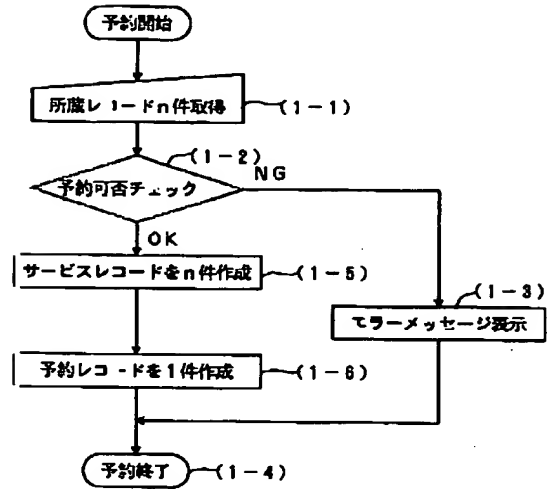 予約開始
所蔵レコードn件取得
(1-1)
(1-2)
予約可否チェック
NG
OK
サービスレコードをn件作成
(1-5)
(1-3)
エラーメッセージ表示
予約レコードを1件作成
(1-6)
予約終了
(1-4)